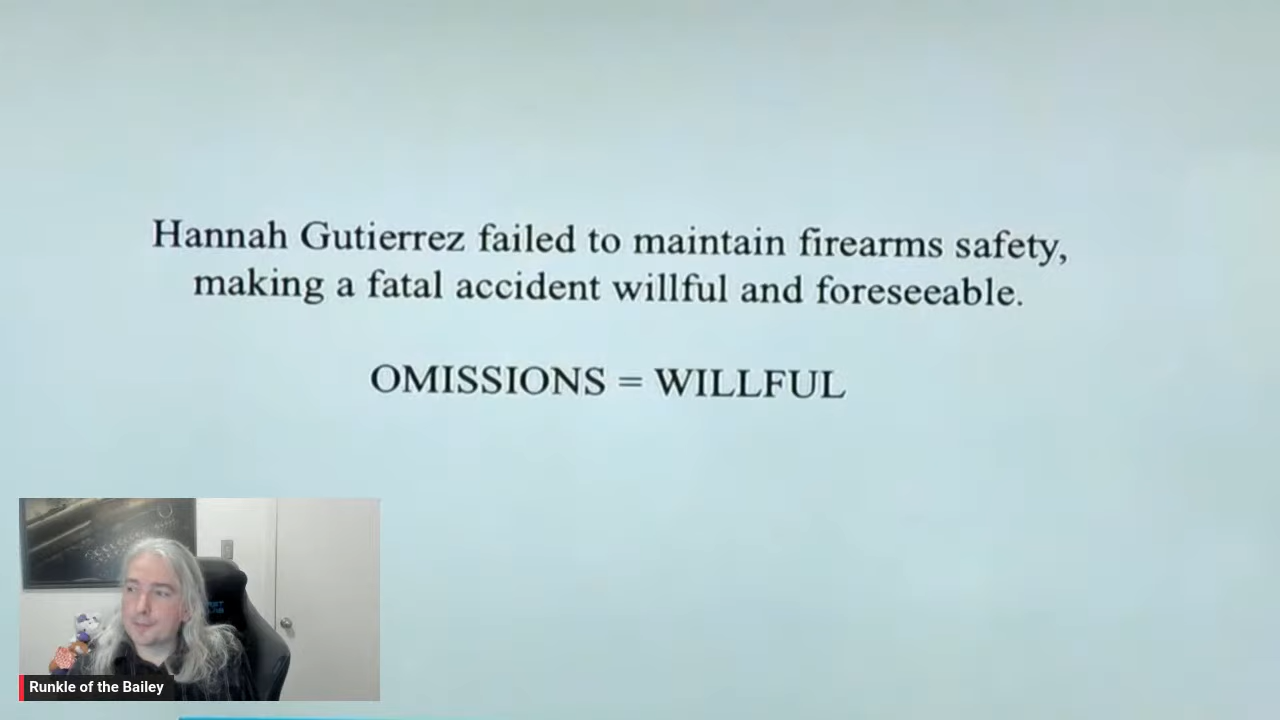 Hannah Gutierrez failed to maintain firearms safety,
making a fatal accident willful and foreseeable.
OMISSIONS = WILLFUL
Runkle of the Bailey